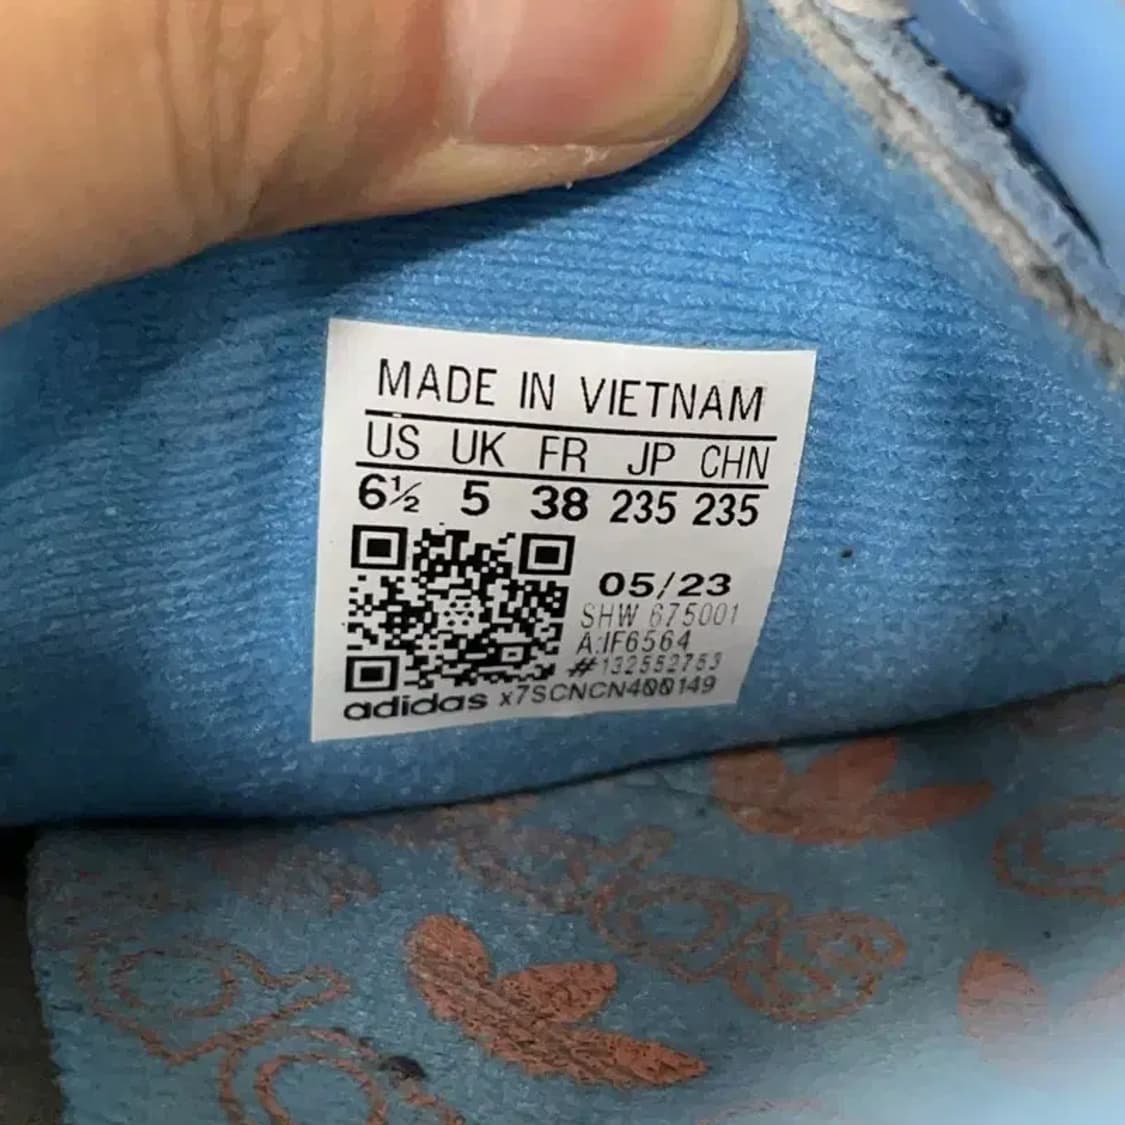 MADE IN VIETNAM
US UK FR JP CHN
6½ 5 38 235 235
05/23
SHW 675001
A:IF6564
#132552753
adidas x7SCNCN400149